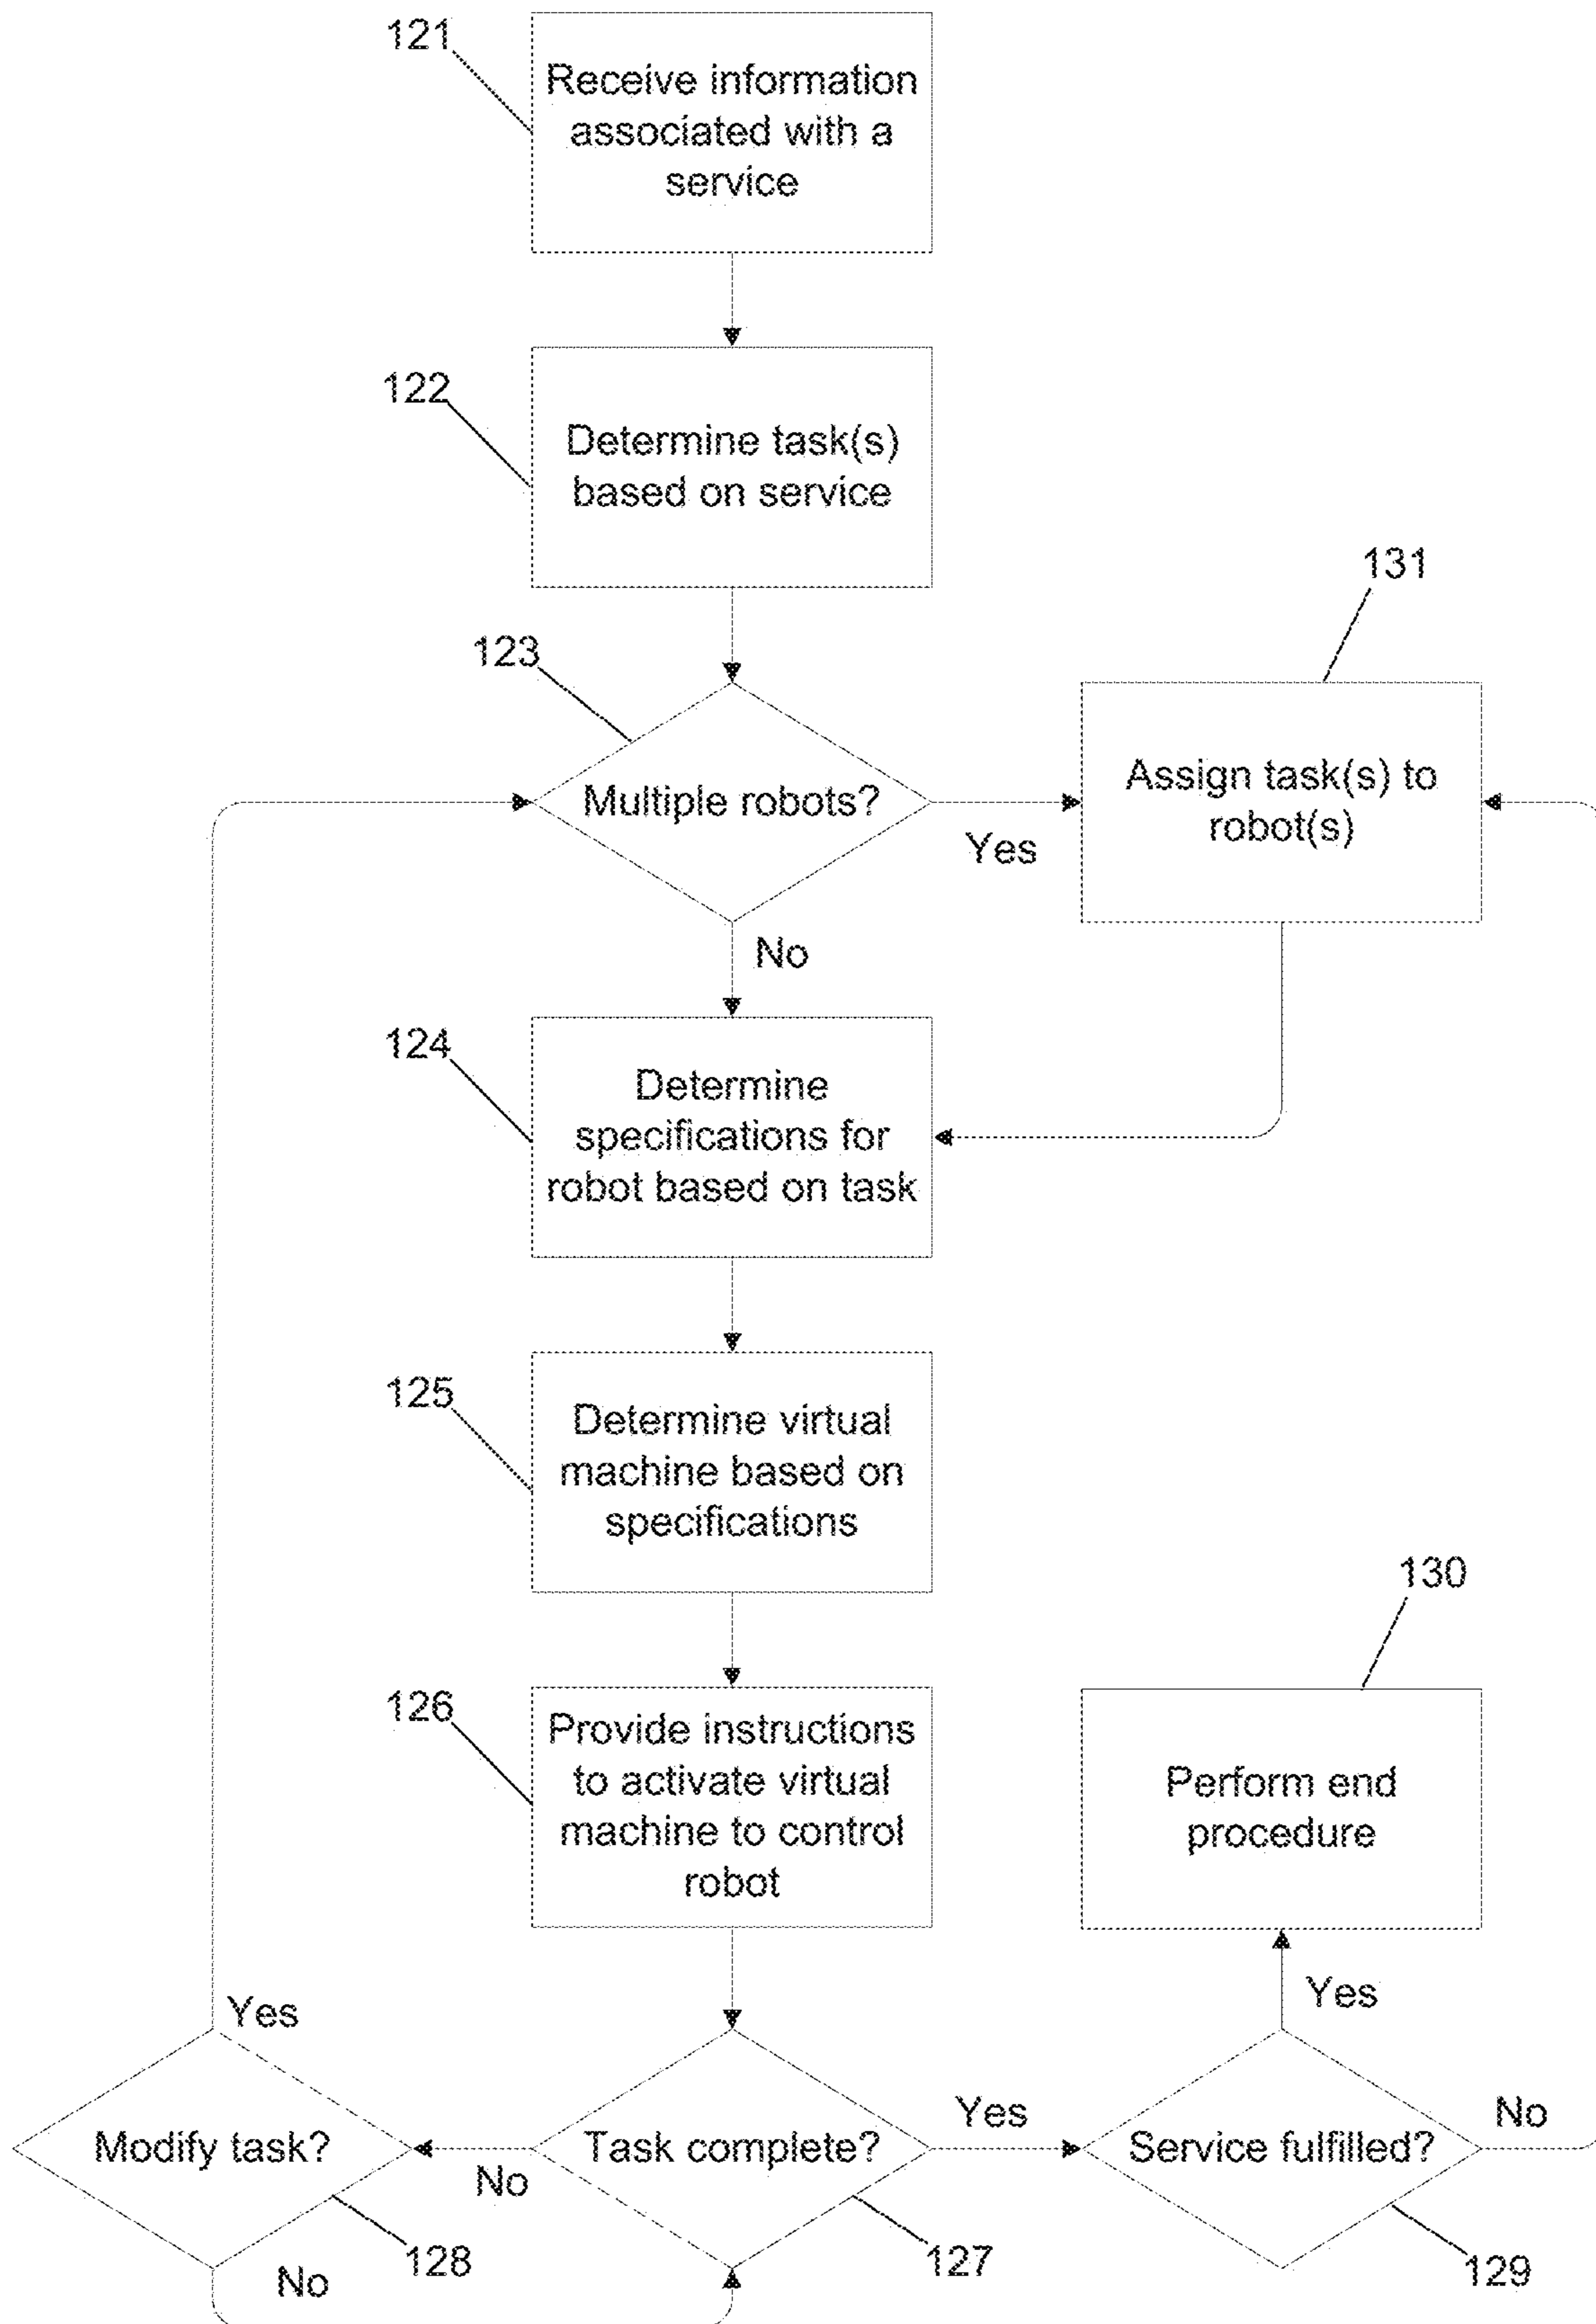 121
Receive information
associated with a
service
122
Determine task(s)
based on service
131
123
Multiple robots?
Yes
Assign task(s) to
robot(s)
No
124
Determine
specifications for
robot based on task
125
Determine virtual
machine based on
specifications
130
126
Provide instructions
to activate virtual
machine to control
robot
Perform end
procedure
Yes
Yes
Modify task?
No
Task complete?
Yes
Service fulfilled?
No
128
127
129
No